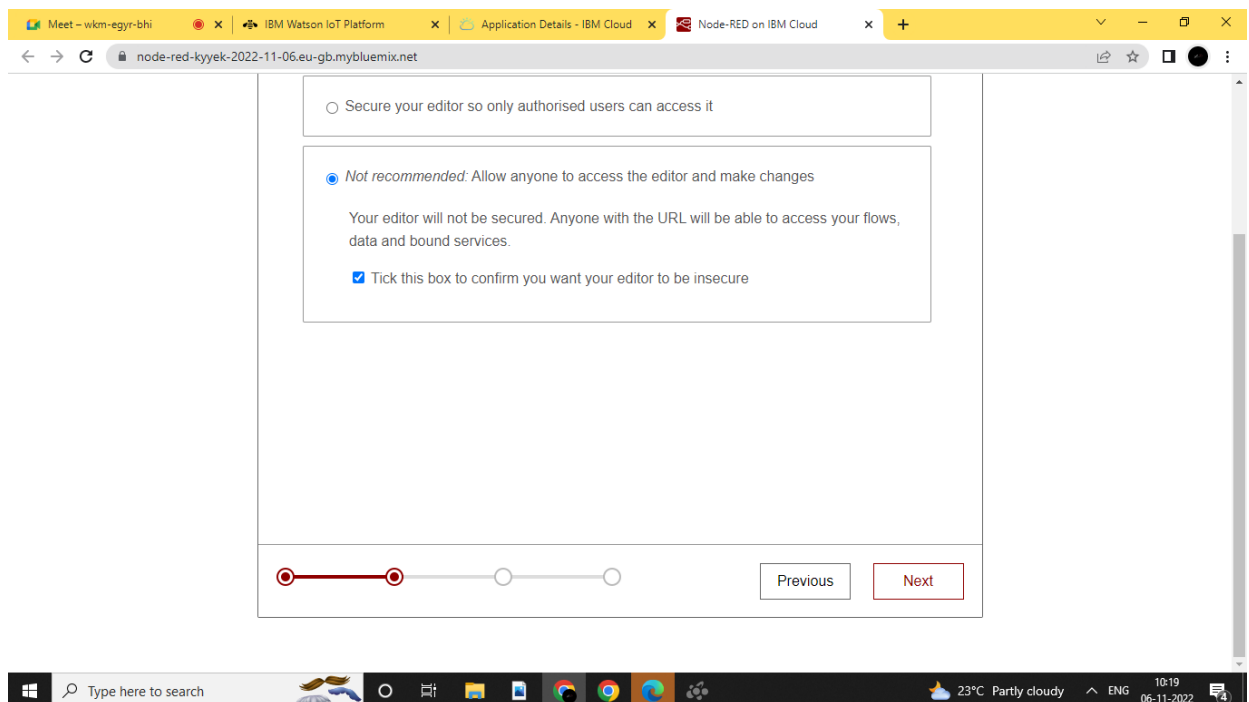 Meet – wkm-egyr-bhi
IBM Watson IoT Platform
Application Details - IBM Cloud
Node-RED on IBM Cloud
node-red-kyyek-2022-11-06.eu-gb.mybluemix.net
Secure your editor so only authorised users can access it
Not recommended: Allow anyone to access the editor and make changes
Your editor will not be secured. Anyone with the URL will be able to access your flows,
data and bound services.
Tick this box to confirm you want your editor to be insecure
Previous
Next
Type here to search
23°C Partly cloudy
ENG
10:19
06-11-2022
4